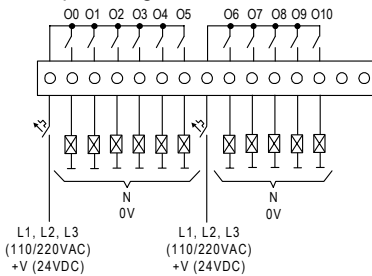 O0 O1 O2 O3 O4 O5 O6 O7 O8 O9 O10
N N
0V 0V
L1, L2, L3 L1, L2, L3
(110/220VAC) (110/220VAC)
+V (24VDC) +V (24VDC)